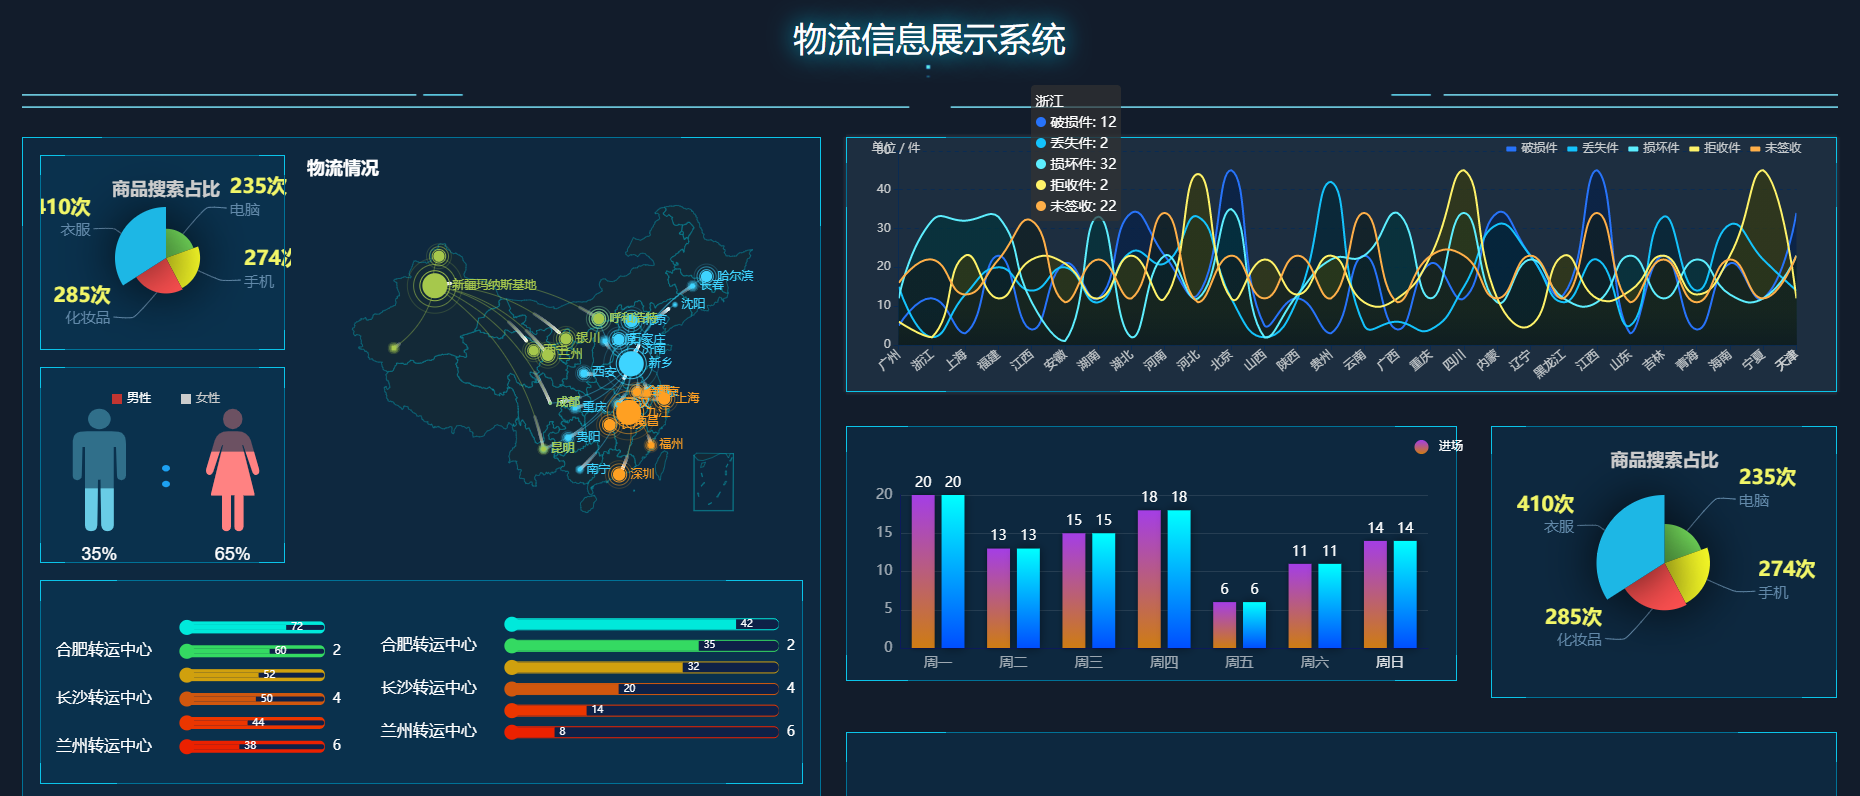 物流信息展示系统
商品搜索占比
235次
电脑
410次
衣服
274次
手机
285次
化妆品
物流情况
新疆玛纳斯基地
哈尔滨
长春
沈阳
呼和浩特
银川
石家庄
济南
兰州
新乡
西安
成都
重庆
上海
九江
贵阳
昆明
福州
南宁
深圳
男性
女性
35%
65%
72
合肥转运中心
60
2
52
长沙转运中心
50
4
44
兰州转运中心
38
6
42
合肥转运中心
35
2
32
长沙转运中心
20
4
14
兰州转运中心
8
6
浙江
破损件: 12
丢失件: 2
损坏件: 32
拒收件: 2
未签收: 22
单位 / 件
破损件
丢失件
损坏件
拒收件
未签收
50
40
30
20
10
0
广州
浙江
上海
福建
江西
安徽
湖南
湖北
河南
河北
北京
山西
陕西
贵州
云南
广西
重庆
四川
内蒙
辽宁
黑龙江
江西
山东
吉林
青海
海南
宁夏
天津
进场
20
15
10
5
0
20 20
13 13
15 15
18 18
6 6
11 11
14 14
周一
周二
周三
周四
周五
周六
周日
商品搜索占比
235次
电脑
410次
衣服
274次
手机
285次
化妆品